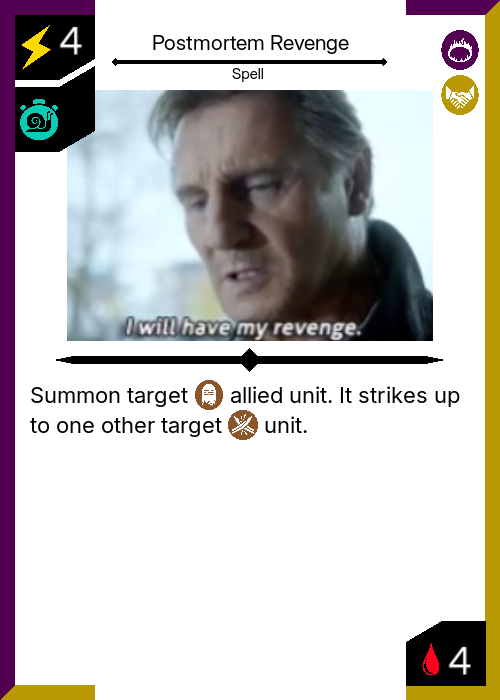 4
Postmortem Revenge
Spell
I will have my revenge.
Summon target allied unit. It strikes up
to one other target unit.
4